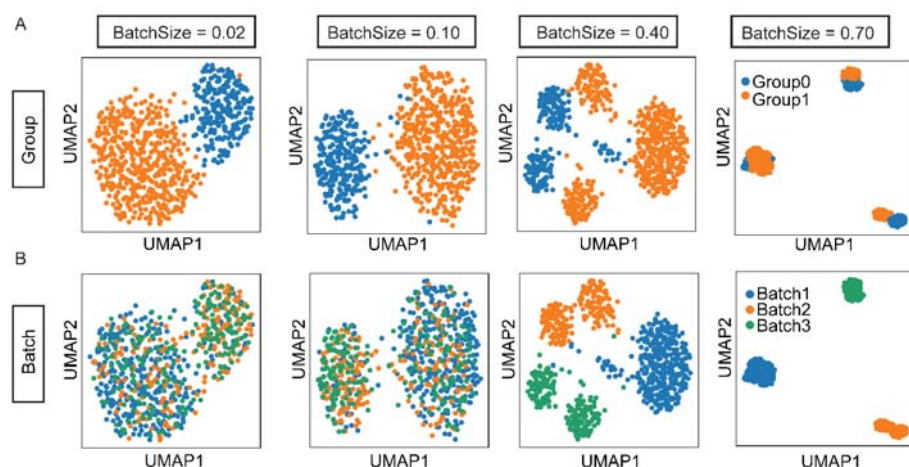 A
BatchSize = 0.02
BatchSize = 0.10
BatchSize = 0.40
BatchSize = 0.70
Group
UMAP2
UMAP2
UMAP2
UMAP2
Group0
Group1
UMAP1
UMAP1
UMAP1
UMAP1
B
Batch
UMAP2
UMAP2
UMAP2
UMAP2
Batch1
Batch2
Batch3
UMAP1
UMAP1
UMAP1
UMAP1